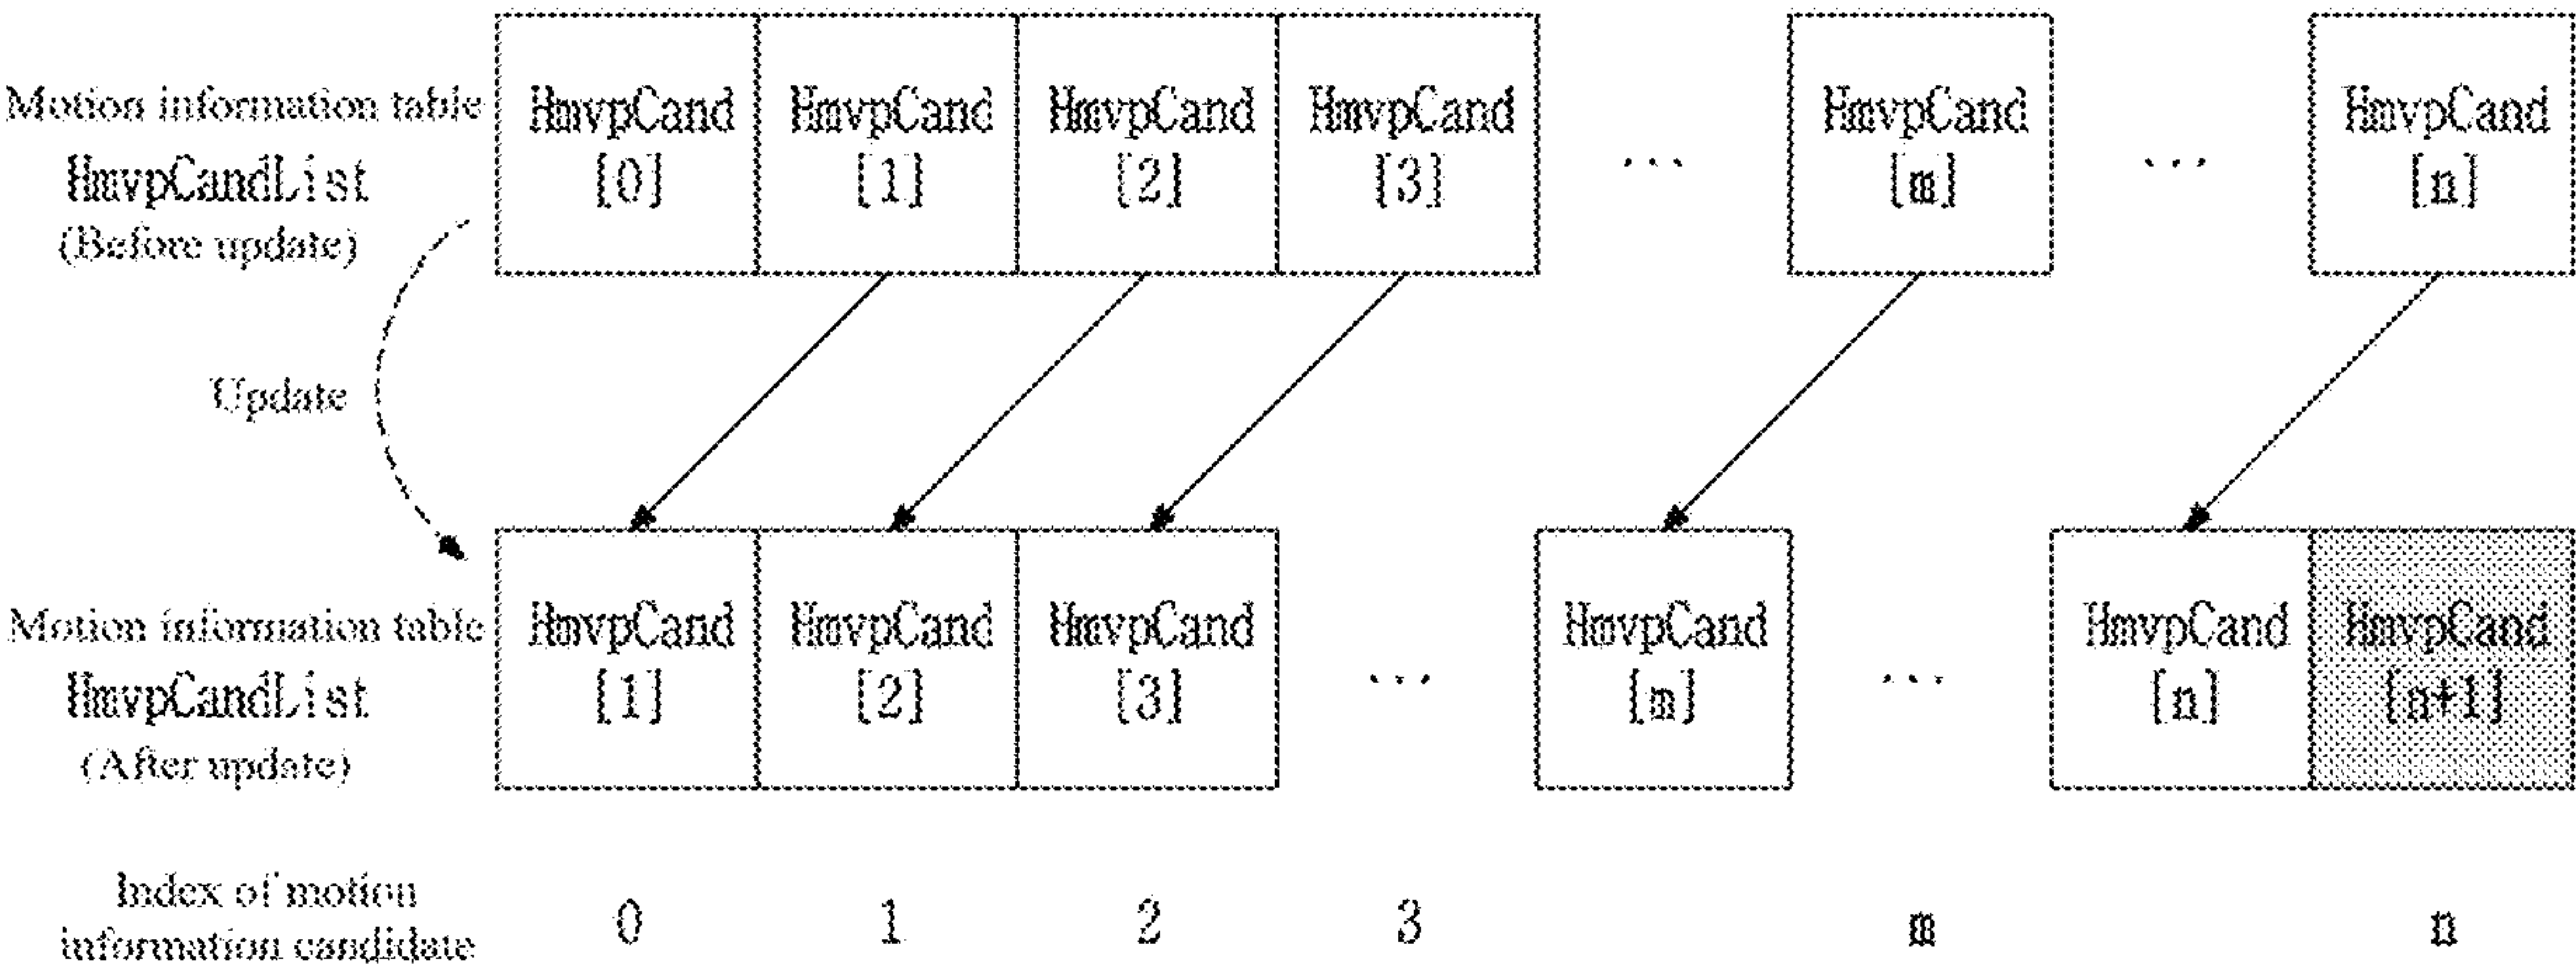 Motion information table
HmvpCandList
(Before update)
HmvpCand
[0]
HmvpCand
[1]
HmvpCand
[2]
HmvpCand
[3]
...
HmvpCand
[m]
...
HmvpCand
[n]
Update
Motion information table
HmvpCandList
(After update)
HmvpCand
[1]
HmvpCand
[2]
HmvpCand
[3]
...
HmvpCand
[m]
...
HmvpCand
[n]
HmvpCand
[n+1]
Index of motion
information candidate
0 1 2 3 m n